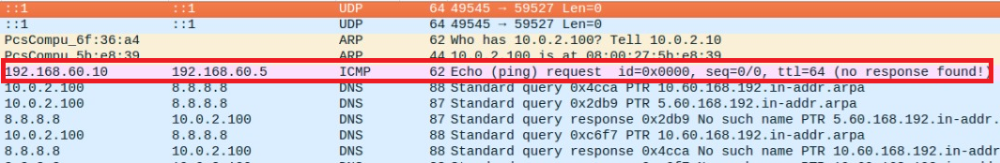 ::1 ::1 UDP 64 49545 → 59527 Len=0
::1 ::1 UDP 64 49545 → 59527 Len=0
PcsCompu_6f:36:a4 ARP 62 Who has 10.0.2.100? Tell 10.0.2.10
PcsCompu_5b:e8:39 ARP 44 10.0.2.100 is at 08:00:27:5b:e8:39
192.168.60.10 192.168.60.5 ICMP 62 Echo (ping) request id=0x0000, seq=0/0, ttl=64 (no response found!)
10.0.2.100 8.8.8.8 DNS 88 Standard query 0x4cca PTR 10.60.168.192.in-addr.arpa
10.0.2.100 8.8.8.8 DNS 87 Standard query 0x2db9 PTR 5.60.168.192.in-addr.arpa
8.8.8.8 10.0.2.100 DNS 87 Standard query response 0x2db9 No such name PTR 5.60.168.192.in-addr.
10.0.2.100 8.8.8.8 DNS 88 Standard query 0xc6f7 PTR 10.60.168.192.in-addr.arpa
8.8.8.8 10.0.2.100 DNS 88 Standard query response 0x4cca No such name PTR 10.60.168.192.in-addr